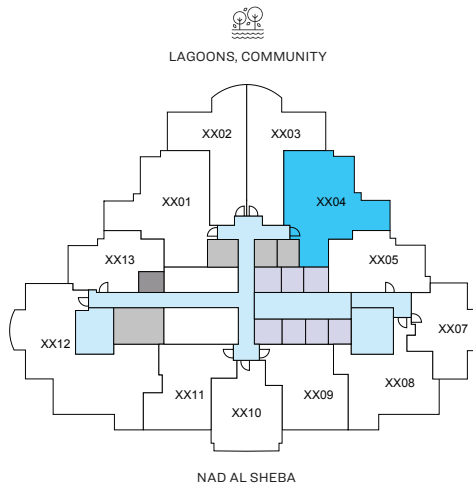 LAGOONS, COMMUNITY
XX02 XX03
XX01 XX04
XX13 XX05
XX12 XX07
XX11 XX10 XX09 XX08
NAD AL SHEBA